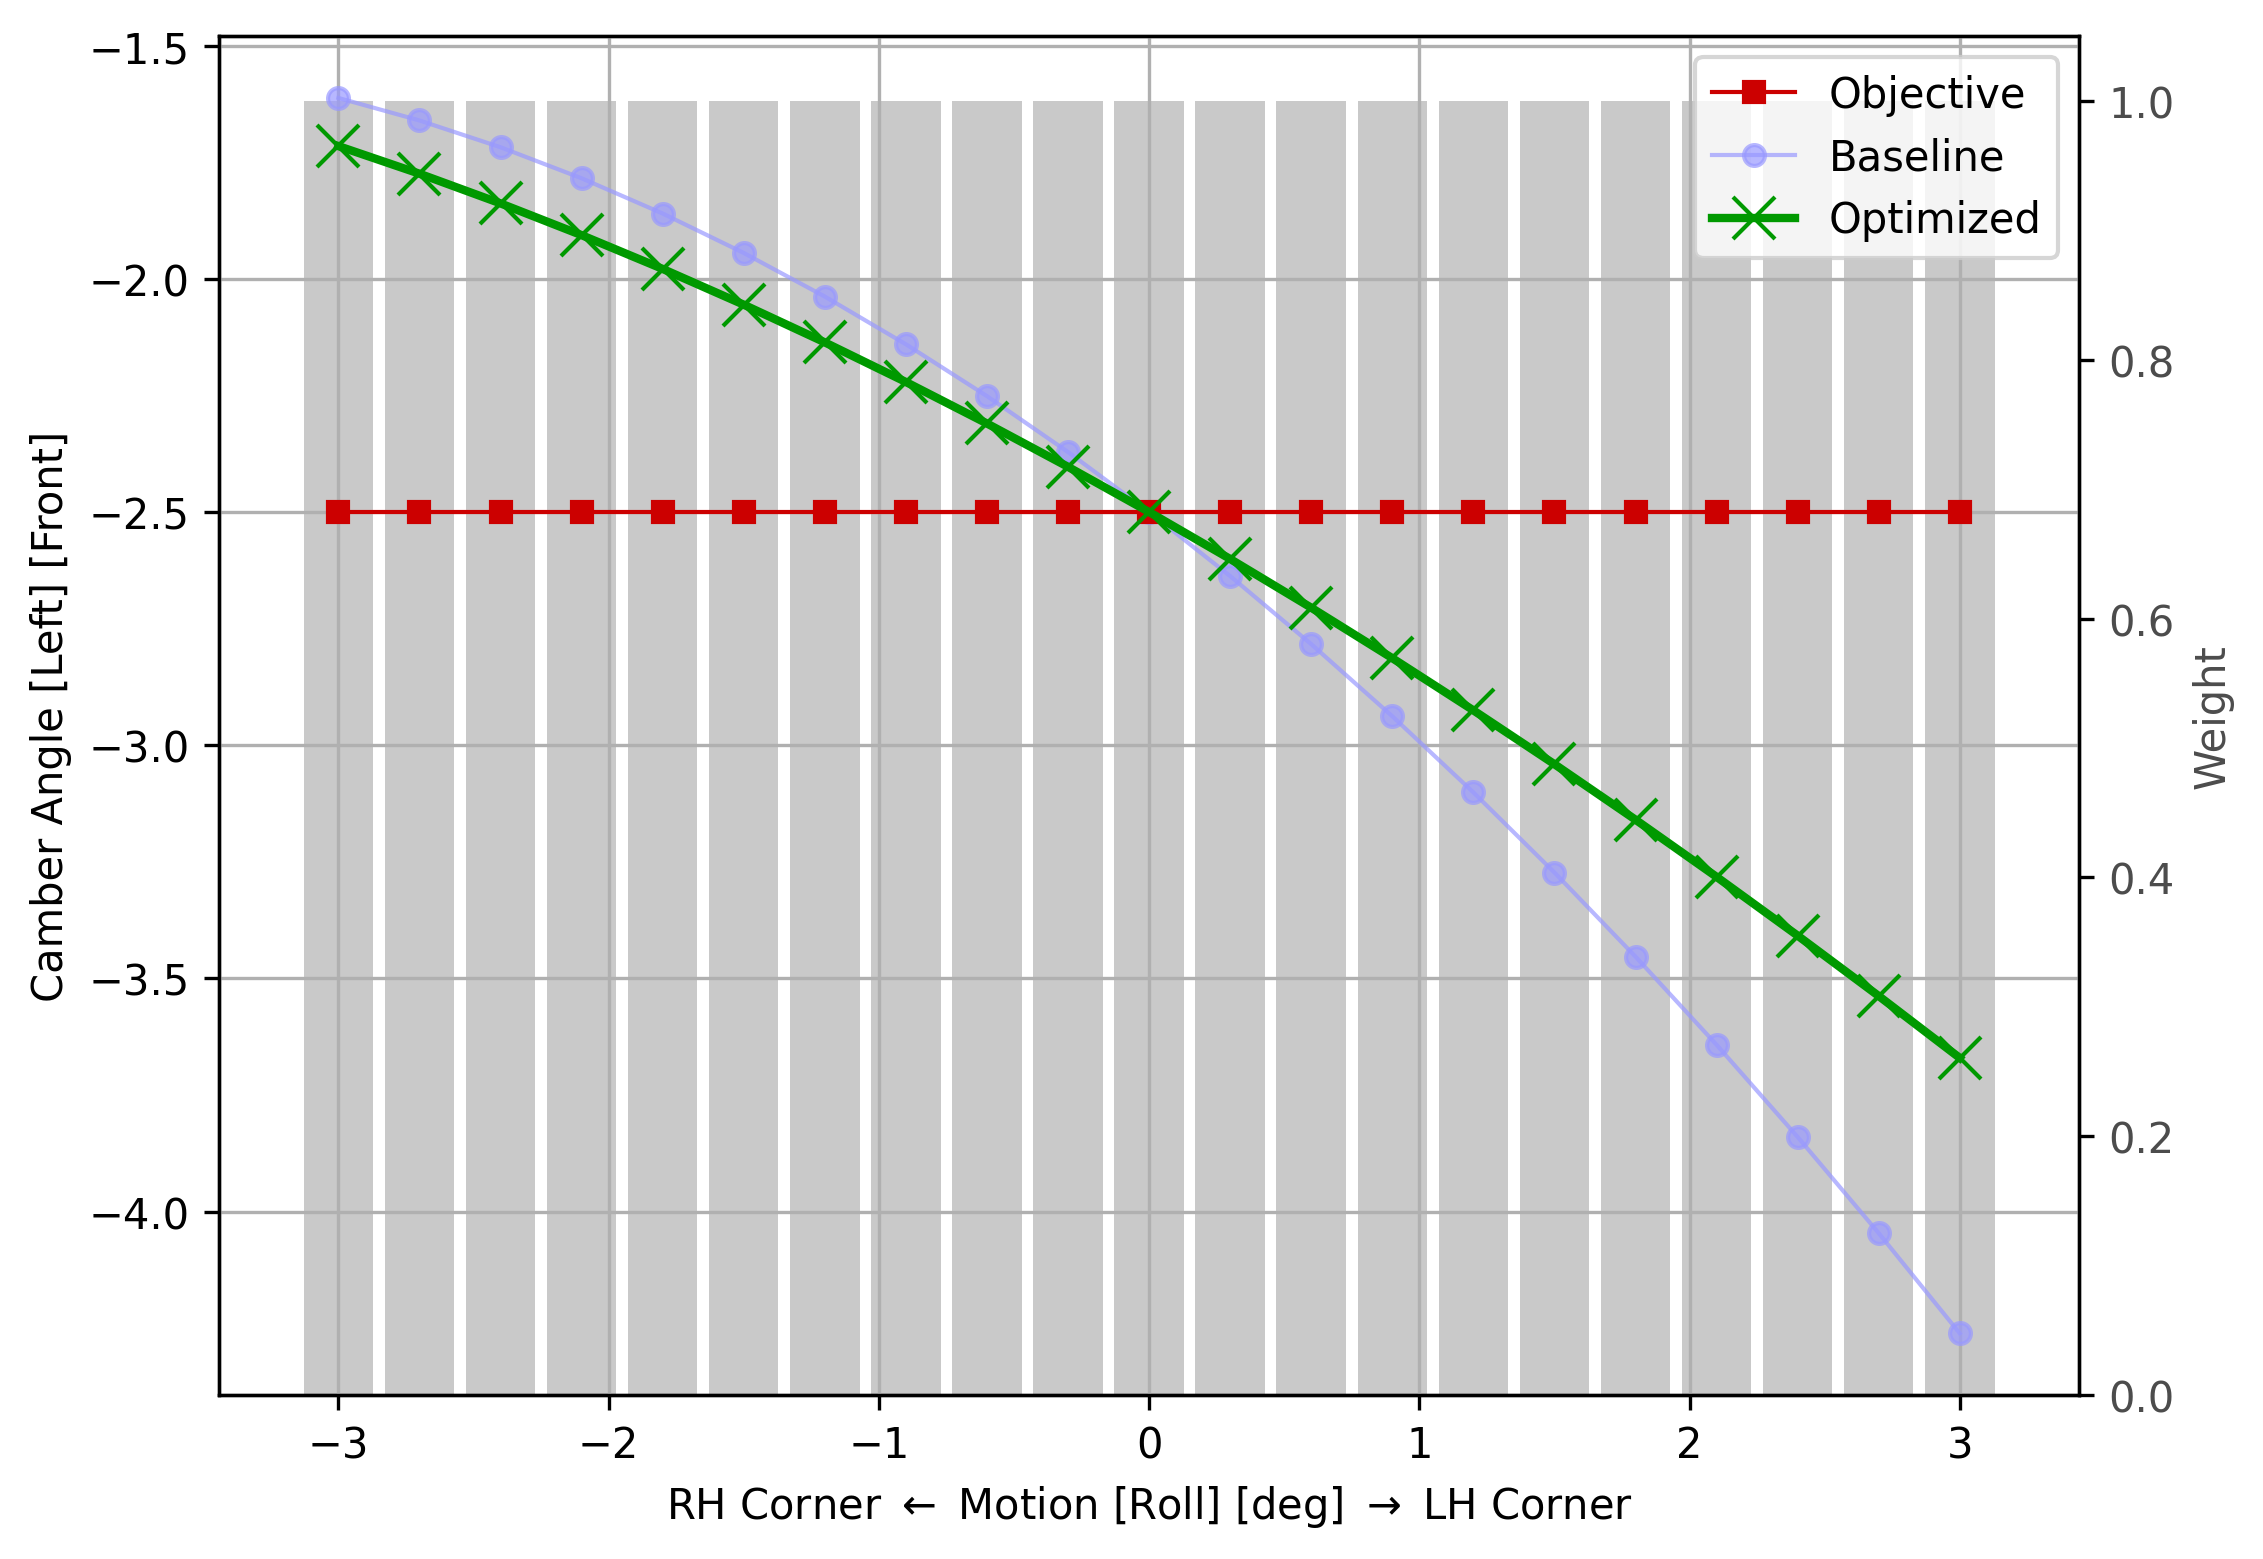 −1.5
−2.0
−2.5
−3.0
−3.5
−4.0
Camber Angle [Left] [Front]
Objective
Baseline
Optimized
1.0
0.8
0.6
0.4
0.2
0.0
Weight
−3 −2 −1 0 1 2 3
RH Corner ← Motion [Roll] [deg] → LH Corner